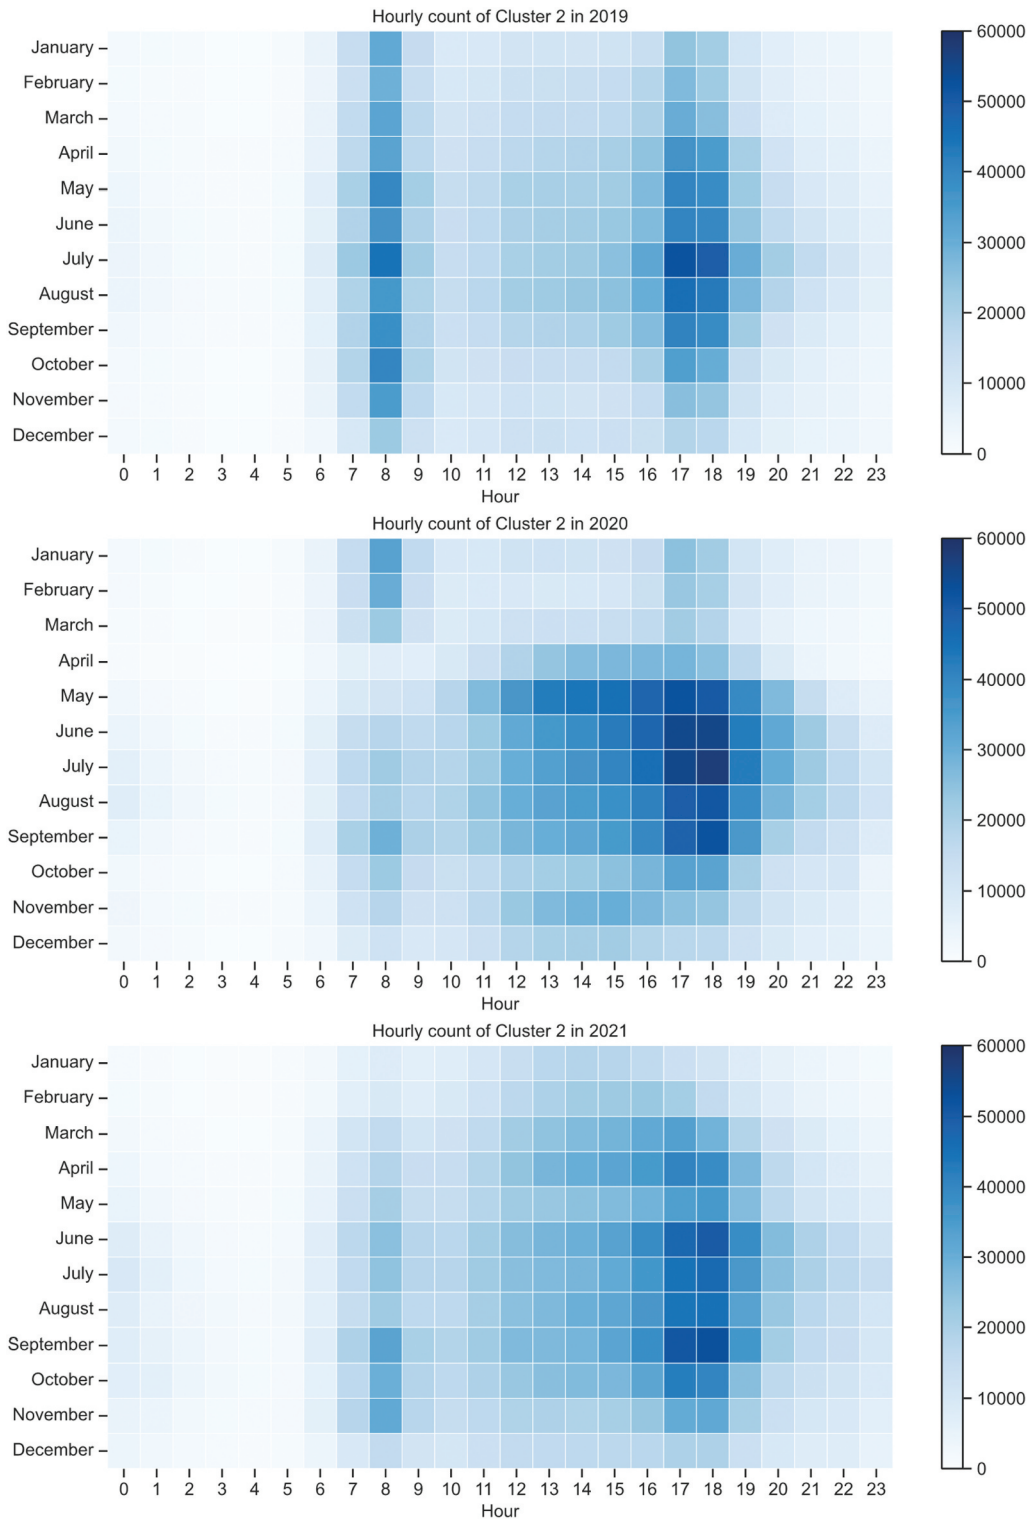 Hourly count of Cluster 2 in 2019
January
February
March
April
May
June
July
August
September
October
November
December
0 1 2 3 4 5 6 7 8 9 10 11 12 13 14 15 16 17 18 19 20 21 22 23
Hour
60000
50000
40000
30000
20000
10000
0
Hourly count of Cluster 2 in 2020
January
February
March
April
May
June
July
August
September
October
November
December
0 1 2 3 4 5 6 7 8 9 10 11 12 13 14 15 16 17 18 19 20 21 22 23
Hour
60000
50000
40000
30000
20000
10000
0
Hourly count of Cluster 2 in 2021
January
February
March
April
May
June
July
August
September
October
November
December
0 1 2 3 4 5 6 7 8 9 10 11 12 13 14 15 16 17 18 19 20 21 22 23
Hour
60000
50000
40000
30000
20000
10000
0